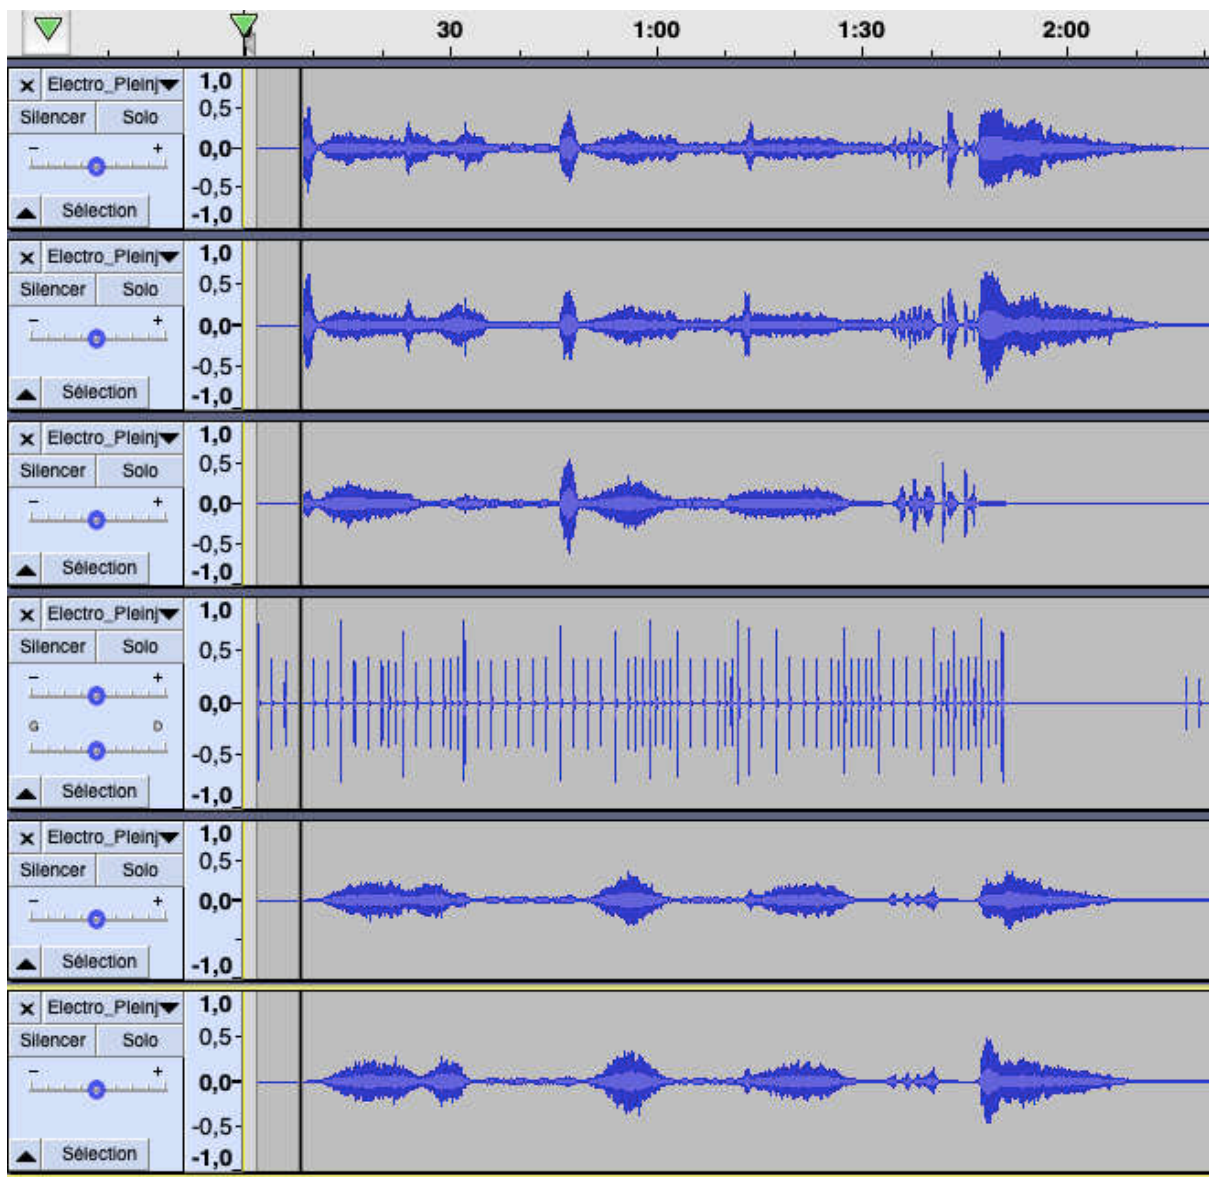 30 1:00 1:30 2:00
× Electro_Pleinj 1,0
Silencer Solo 0,5
- + 0,0
-0,5
Sélection -1,0
× Electro_Pleinj 1,0
Silencer Solo 0,5
- + 0,0
-0,5
Sélection -1,0
× Electro_Pleinj 1,0
Silencer Solo 0,5
- + 0,0
-0,5
Sélection -1,0
× Electro_Pleinj 1,0
Silencer Solo 0,5
- + 0,0
G D
-0,5
Sélection -1,0
× Electro_Pleinj 1,0
Silencer Solo 0,5
- + 0,0
Sélection -1,0
× Electro_Pleinj 1,0
Silencer Solo 0,5
- + 0,0
-0,5
Sélection -1,0